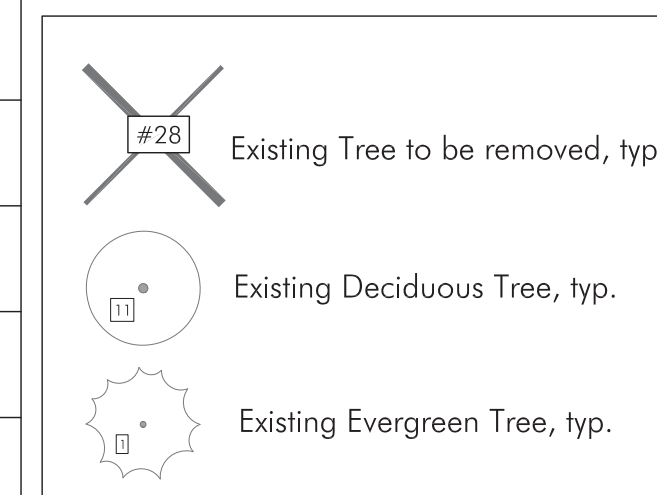 #28
Existing Tree to be removed, typ
11
Existing Deciduous Tree, typ.
1
Existing Evergreen Tree, typ.